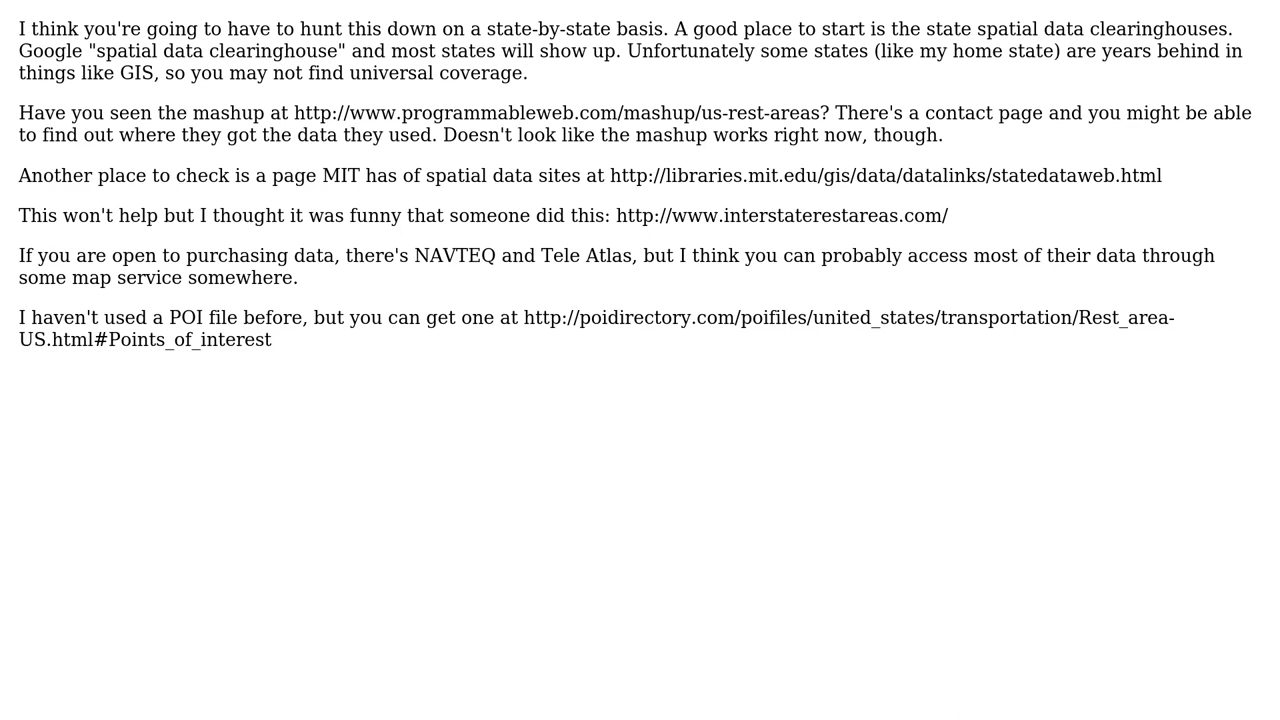 I think you're going to have to hunt this down on a state-by-state basis. A good place to start is the state spatial data clearinghouses.
Google "spatial data clearinghouse" and most states will show up. Unfortunately some states (like my home state) are years behind in
things like GIS, so you may not find universal coverage.
Have you seen the mashup at http://www.programmableweb.com/mashup/us-rest-areas? There's a contact page and you might be able
to find out where they got the data they used. Doesn't look like the mashup works right now, though.
Another place to check is a page MIT has of spatial data sites at http://libraries.mit.edu/gis/data/datalinks/statedataweb.html
This won't help but I thought it was funny that someone did this: http://www.interstaterestareas.com/
If you are open to purchasing data, there's NAVTEQ and Tele Atlas, but I think you can probably access most of their data through
some map service somewhere.
I haven't used a POI file before, but you can get one at http://poidirectory.com/poifiles/united_states/transportation/Rest_area-
US.html#Points_of_interest